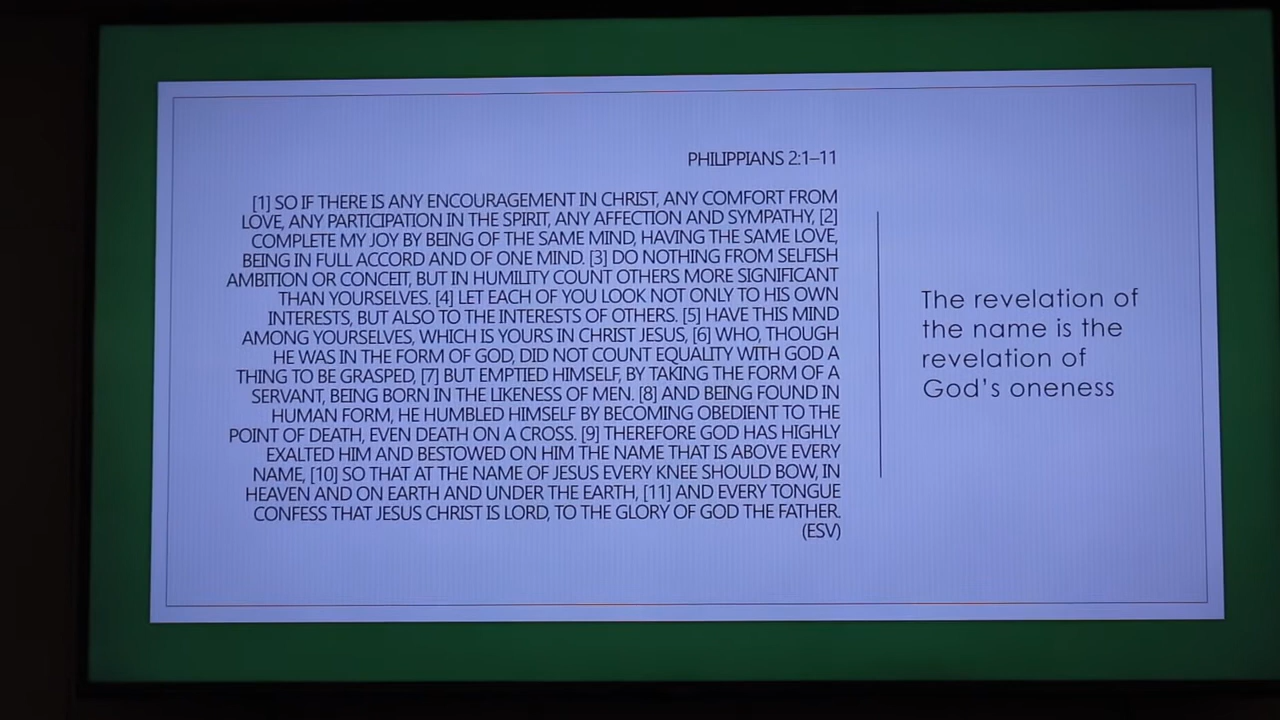 PHILIPPIANS 2:1–11
[1] SO IF THERE IS ANY ENCOURAGEMENT IN CHRIST, ANY COMFORT FROM
LOVE, ANY PARTICIPATION IN THE SPIRIT, ANY AFFECTION AND SYMPATHY, [2]
COMPLETE MY JOY BY BEING OF THE SAME MIND, HAVING THE SAME LOVE,
BEING IN FULL ACCORD AND OF ONE MIND. [3] DO NOTHING FROM SELFISH
AMBITION OR CONCEIT, BUT IN HUMILITY COUNT OTHERS MORE SIGNIFICANT
THAN YOURSELVES. [4] LET EACH OF YOU LOOK NOT ONLY TO HIS OWN
INTERESTS, BUT ALSO TO THE INTERESTS OF OTHERS. [5] HAVE THIS MIND
AMONG YOURSELVES, WHICH IS YOURS IN CHRIST JESUS, [6] WHO, THOUGH
HE WAS IN THE FORM OF GOD, DID NOT COUNT EQUALITY WITH GOD A
THING TO BE GRASPED, [7] BUT EMPTIED HIMSELF, BY TAKING THE FORM OF A
SERVANT, BEING BORN IN THE LIKENESS OF MEN. [8] AND BEING FOUND IN
HUMAN FORM, HE HUMBLED HIMSELF BY BECOMING OBEDIENT TO THE
POINT OF DEATH, EVEN DEATH ON A CROSS. [9] THEREFORE GOD HAS HIGHLY
EXALTED HIM AND BESTOWED ON HIM THE NAME THAT IS ABOVE EVERY
NAME, [10] SO THAT AT THE NAME OF JESUS EVERY KNEE SHOULD BOW, IN
HEAVEN AND ON EARTH AND UNDER THE EARTH, [11] AND EVERY TONGUE
CONFESS THAT JESUS CHRIST IS LORD, TO THE GLORY OF GOD THE FATHER.
(ESV)
The revelation of
the name is the
revelation of
God's oneness